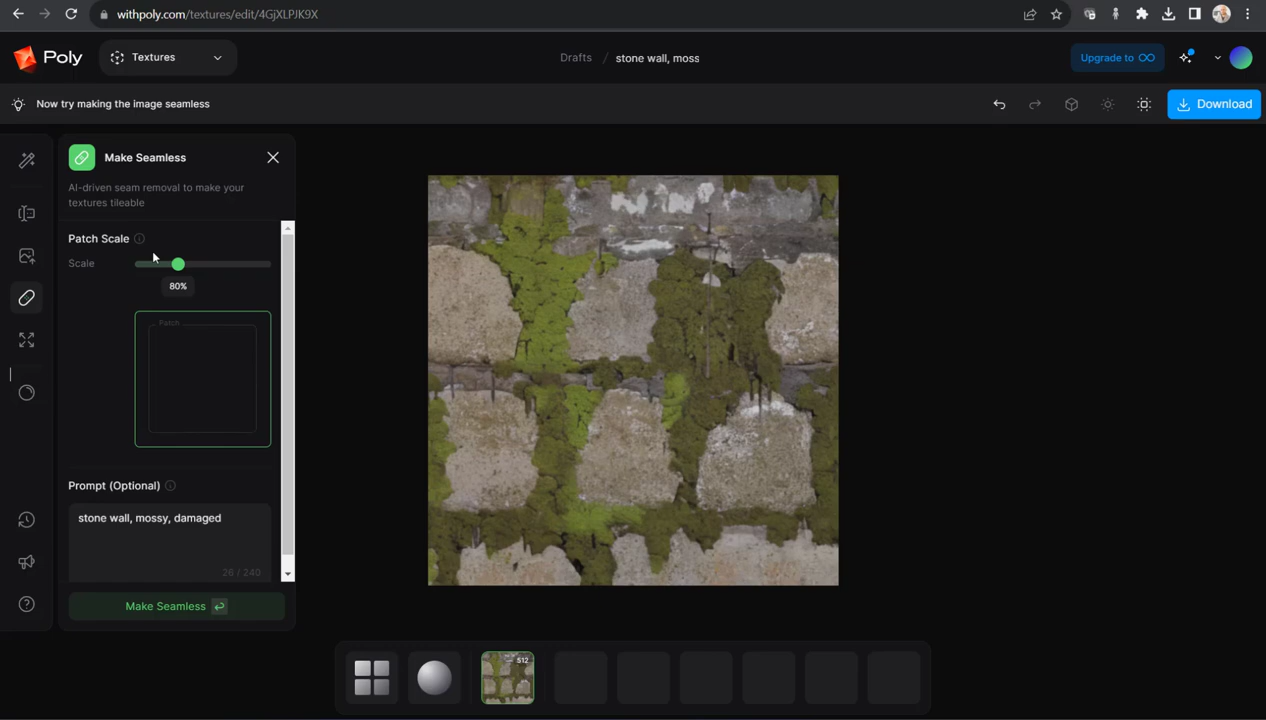 withpoly.com/textures/edit/4GjXLPJK9X
Poly
Textures
Drafts / stone wall, moss
Upgrade to
Now try making the image seamless
Download
Make Seamless
AI-driven seam removal to make your
textures tileable
Patch Scale
Scale
80%
Patch
Prompt (Optional)
stone wall, mossy, damaged
26 / 240
Make Seamless
512